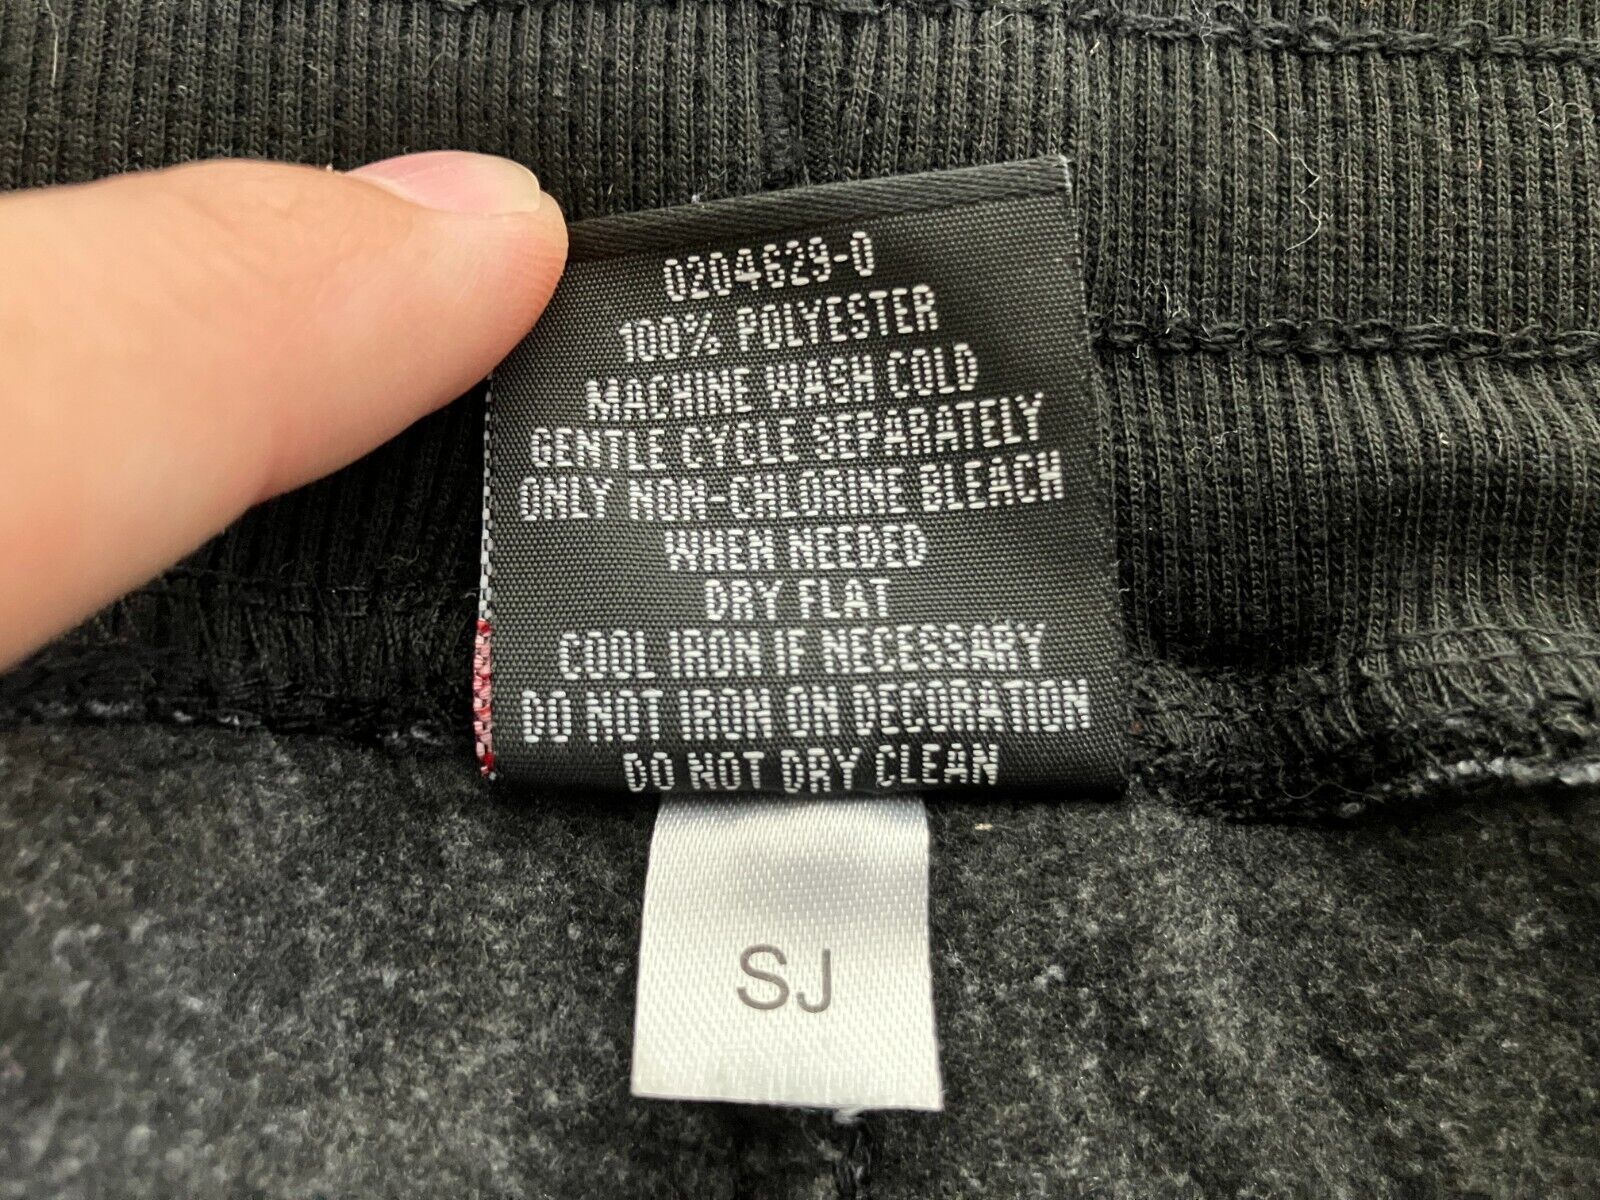 0204629-0
100% POLYESTER
MACHINE WASH COLD
GENTLE CYCLE SEPARATELY
ONLY NON-CHLORINE BLEACH
WHEN NEEDED
DRY FLAT
COOL IRON IF NECESSARY
DO NOT IRON ON DECORATION
DO NOT DRY CLEAN
SJ